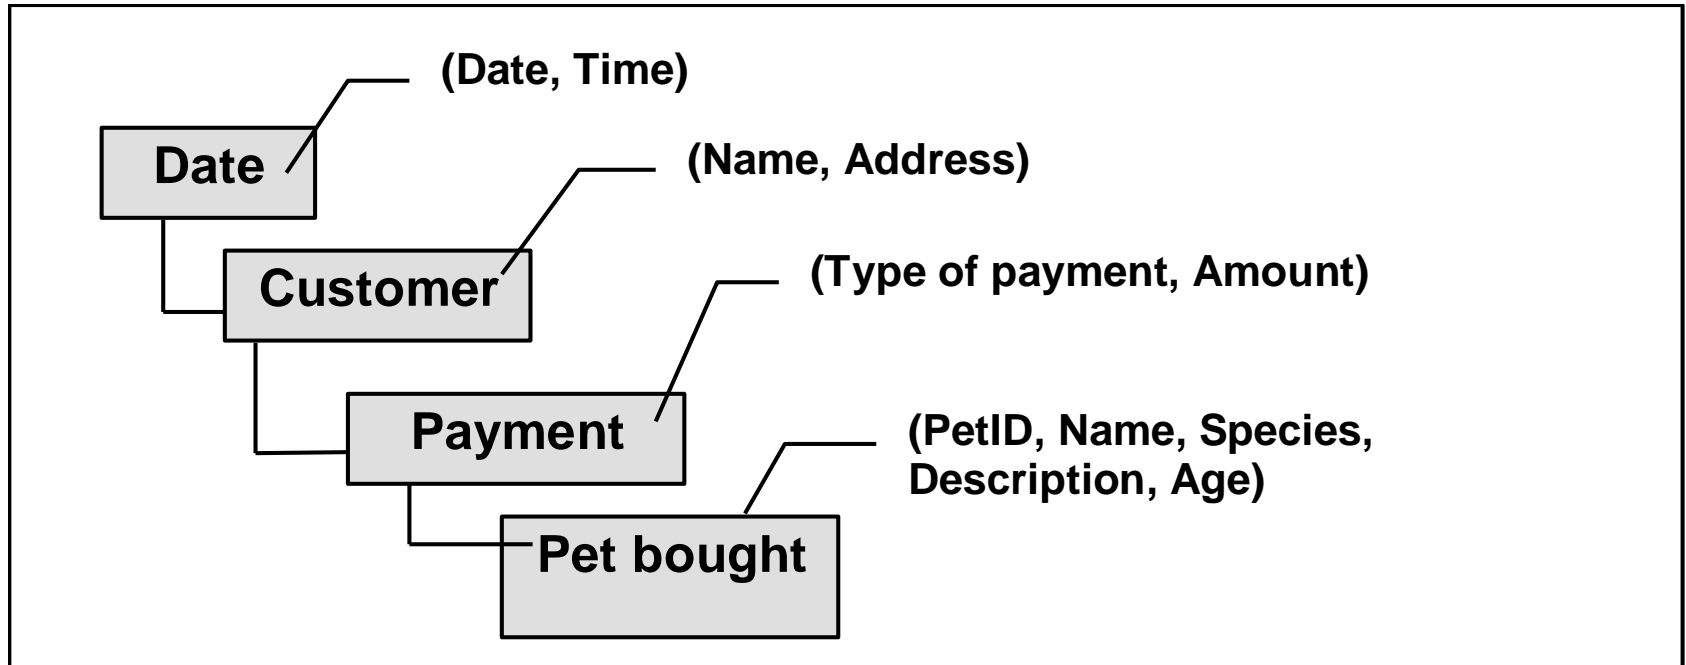 (Date, Time)
Date
(Name, Address)
Customer
(Type of payment, Amount)
Payment
(PetID, Name, Species,
Description, Age)
Pet bought